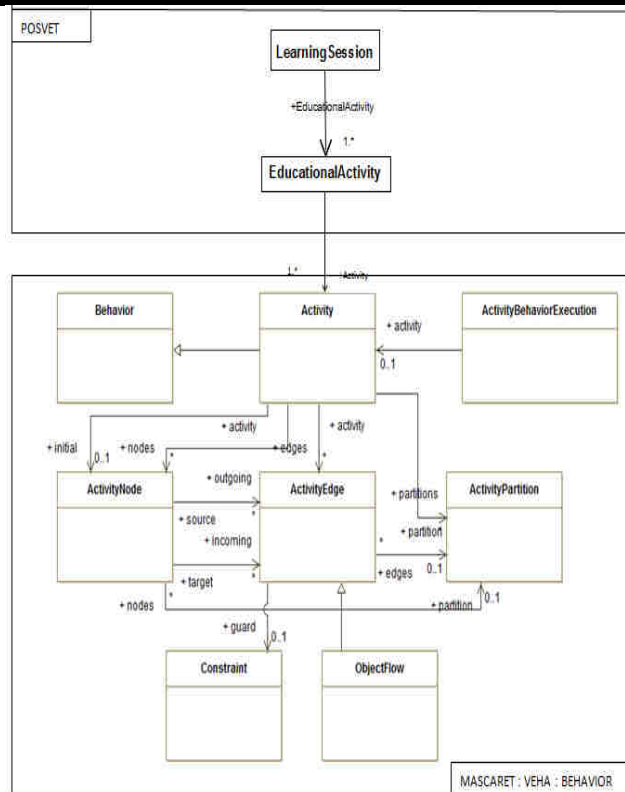 POSVET
LearningSession
+EducationalActivity
1.*
EducationalActivity
1.*
Activity
Behavior
Activity
ActivityBehaviorExecution
+ activity
0..1
+ initial
0..1
+ activity
+ nodes
*
+ edges
*
+ activity
ActivityNode
+ outgoing
*
+ source
+ incoming
*
+ target
ActivityEdge
+ partitions
+ partition
ActivityPartition
*
+ edges
0..1
*
+ nodes
+ partition
0..1
+ guard
0..1
Constraint
ObjectFlow
MASCARET : VEHA : BEHAVIOR